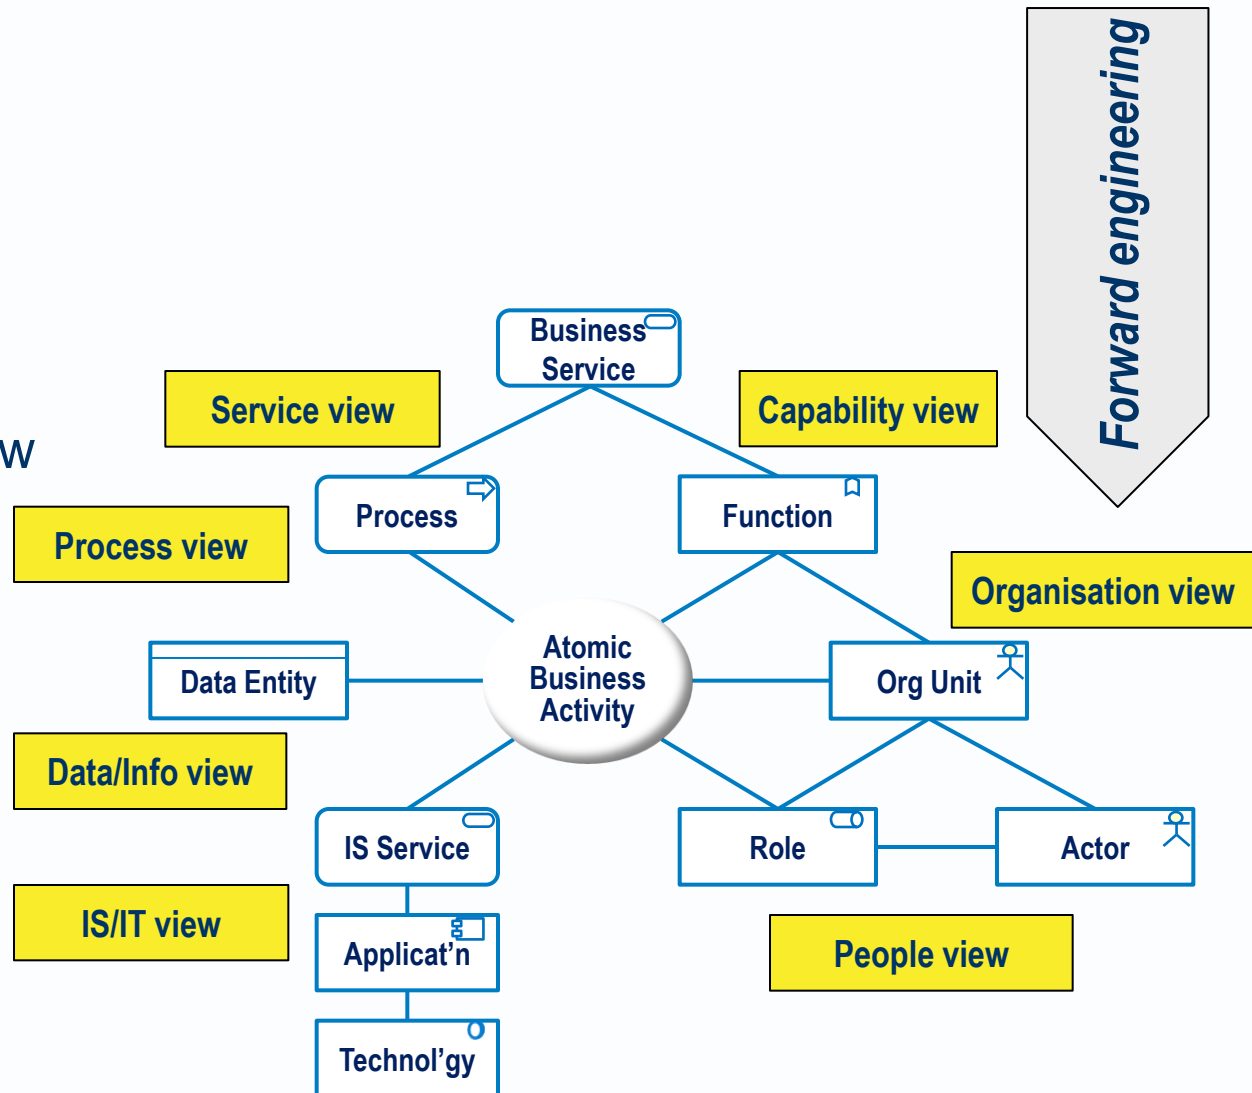 Forward engineering
Business
Service
Service view
Capability view
w
Process
Function
Process view
Organisation view
Atomic
Business
Activity
Data Entity
Org Unit
Data/Info view
IS Service
Role
Actor
IS/IT view
Applicat’n
People view
Technol’gy